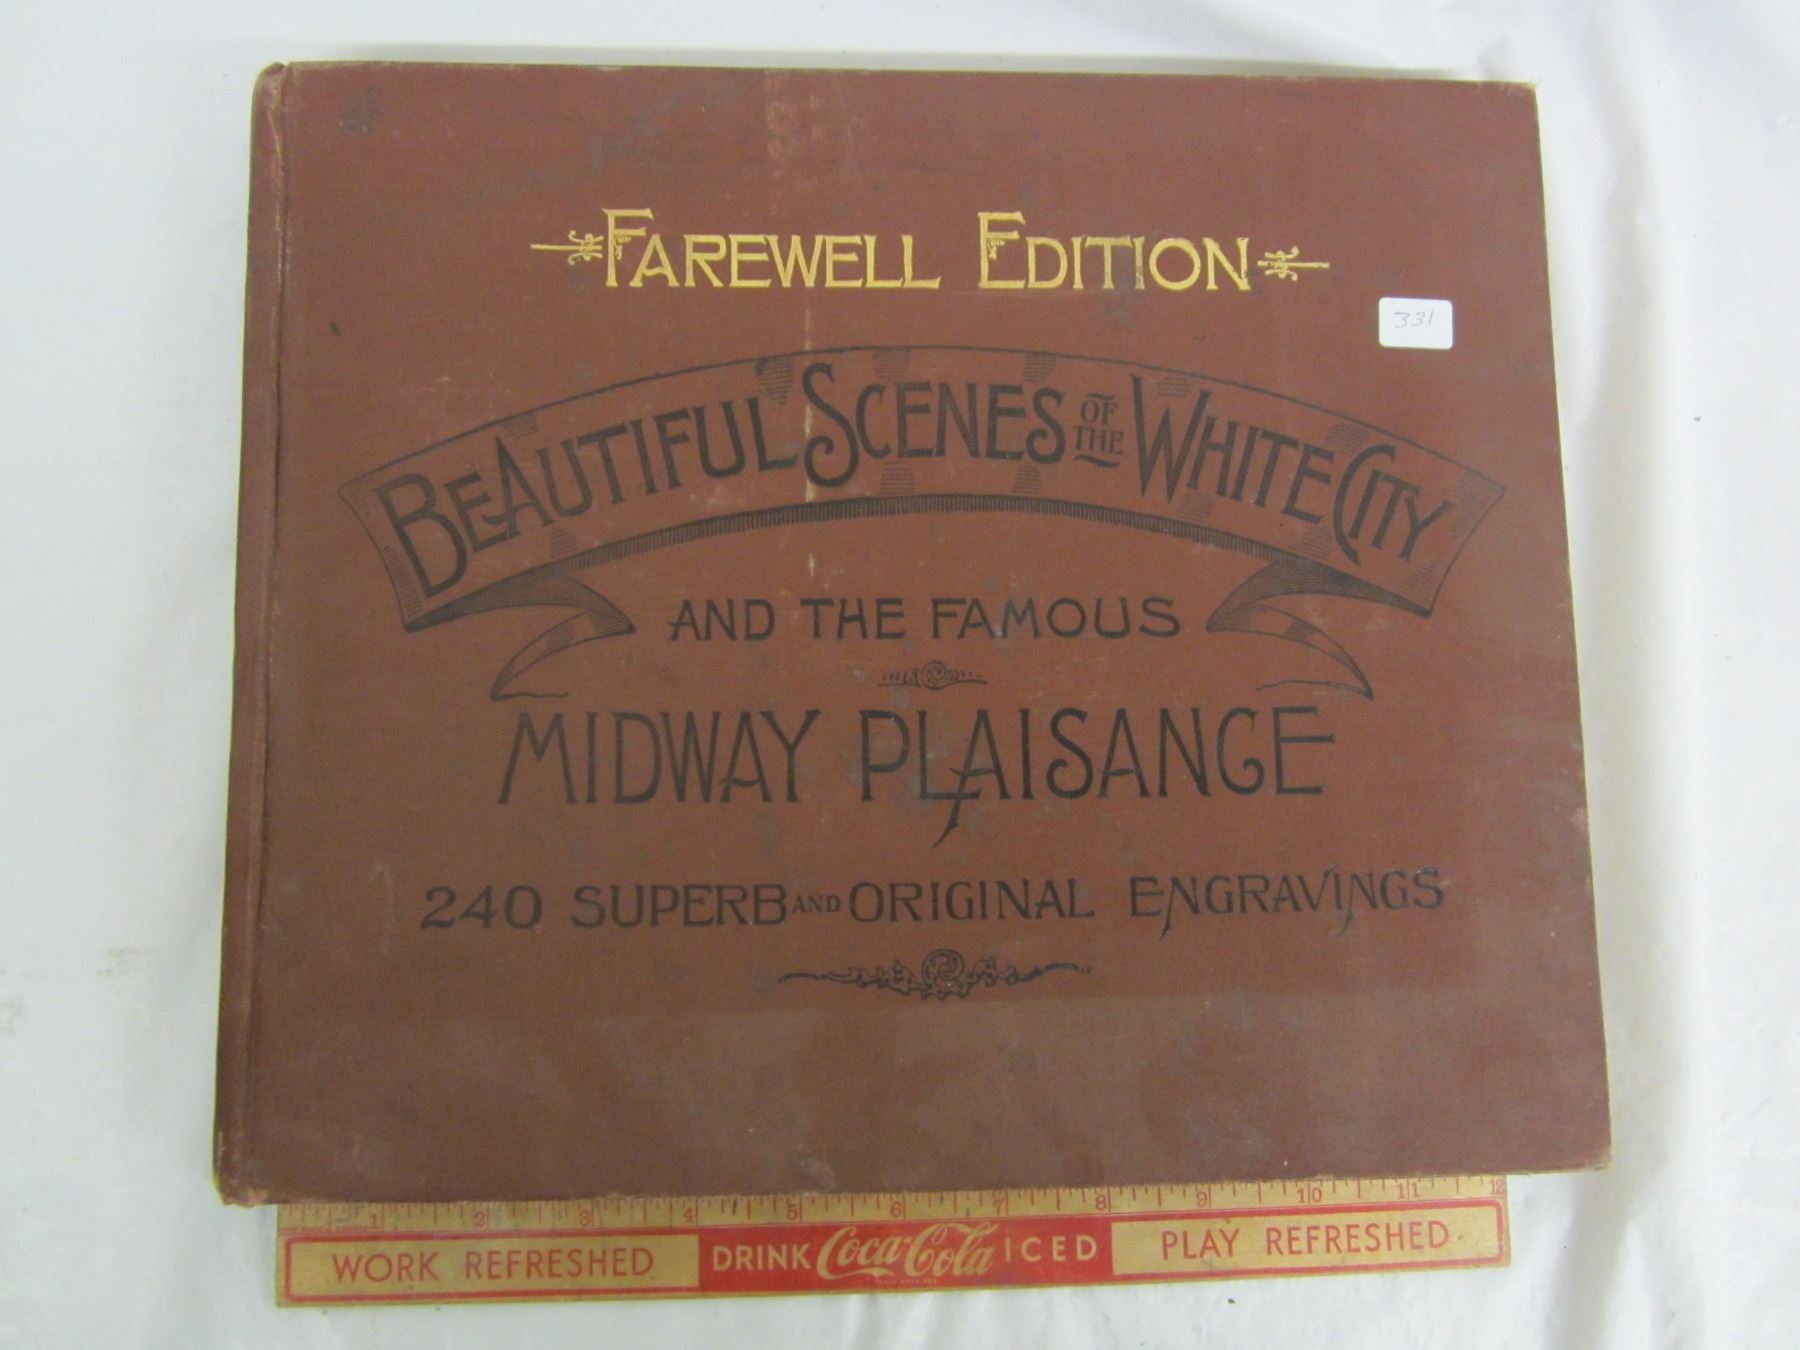 FAREWELL EDITION
331
BEAUTIFUL SCENES OF THE WHITE CITY
AND THE FAMOUS
MIDWAY PLAISANCE
240 SUPERB AND ORIGINAL ENGRAVINGS
1 2 3 4 5 6 7 8 9 10 11 12
WORK REFRESHED DRINK Coca-Cola ICED PLAY REFRESHED